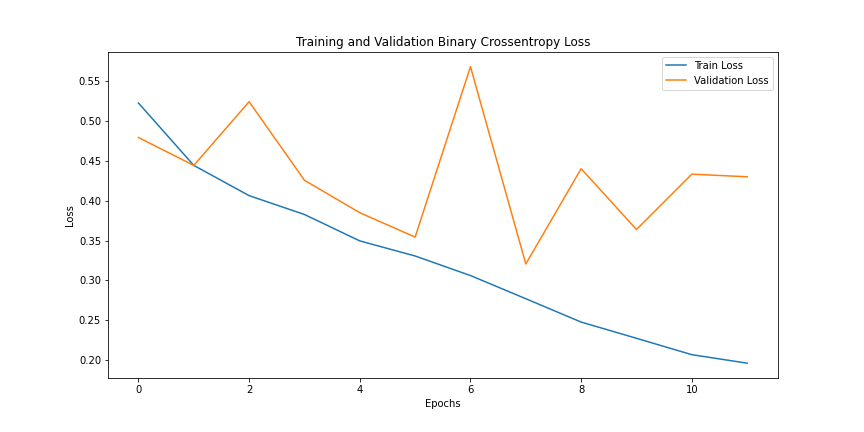 Training and Validation Binary Crossentropy Loss
Train Loss
Validation Loss
0.55
0.50
0.45
0.40
0.35
0.30
0.25
0.20
Loss
0 2 4 6 8 10
Epochs